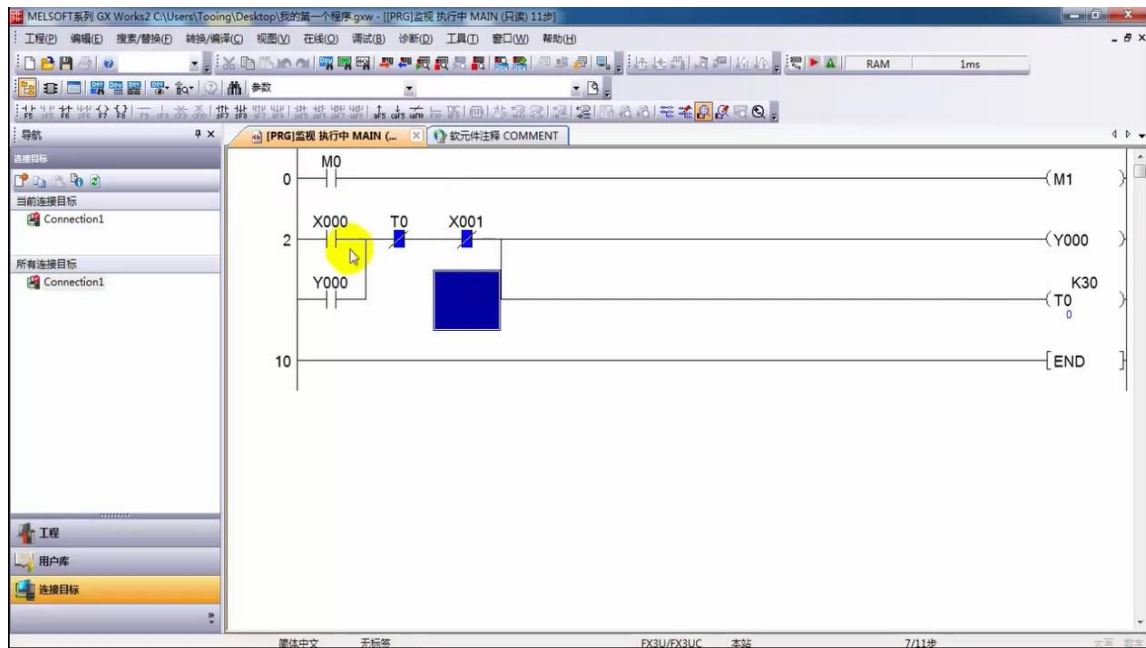 MELSOFT系列 GX Works2 C:\Users\Tooing\Desktop\我的第一个程序.gxw - [[PRG]监视 执行中 MAIN (只读) 11步]
工程(P) 编辑(E) 搜索/替换(F) 转换/编译(C) 视图(V) 在线(O) 调试(B) 诊断(D) 工具(T) 窗口(W) 帮助(H)
RAM 1ms
参数
导航
[PRG]监视 执行中 MAIN (... 软元件注释 COMMENT
连接目标
当前连接目标
Connection1
所有连接目标
Connection1
工程
用户库
连接目标
M0
0 M1
X000 T0 X001
2 Y000
Y000 K30
T0
0
10 END
简体中文 无标签 FX3U/FX3UC 本站 7/11步